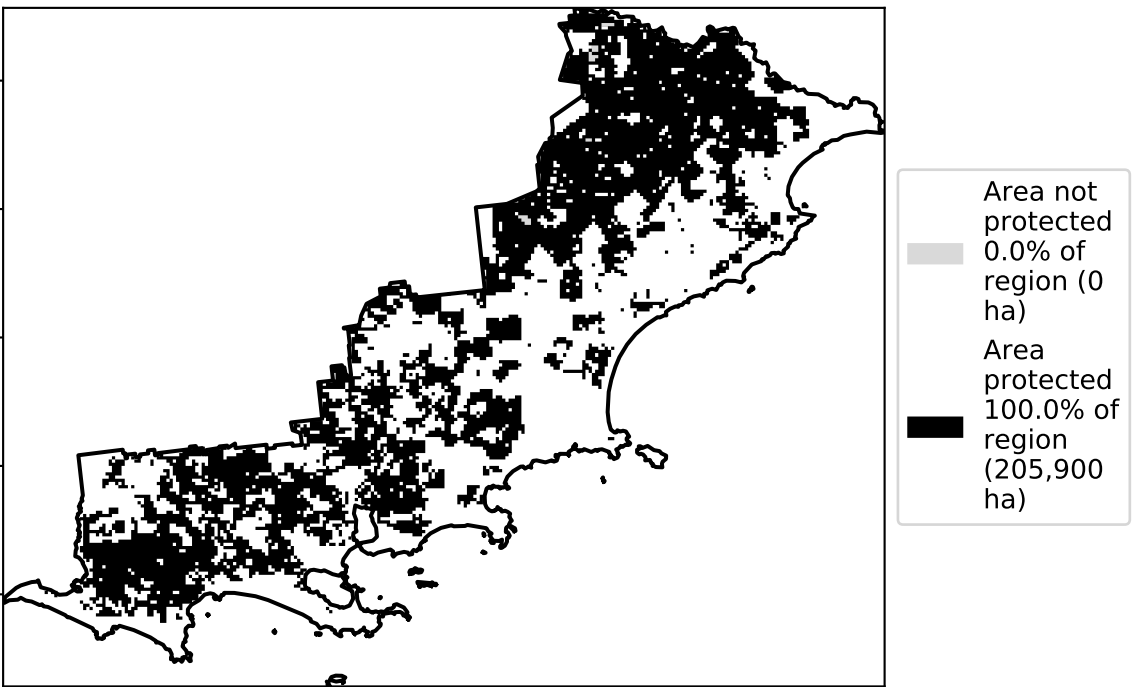 Area not
protected
0.0% of
region (0
ha)
Area
protected
100.0% of
region
(205,900
ha)